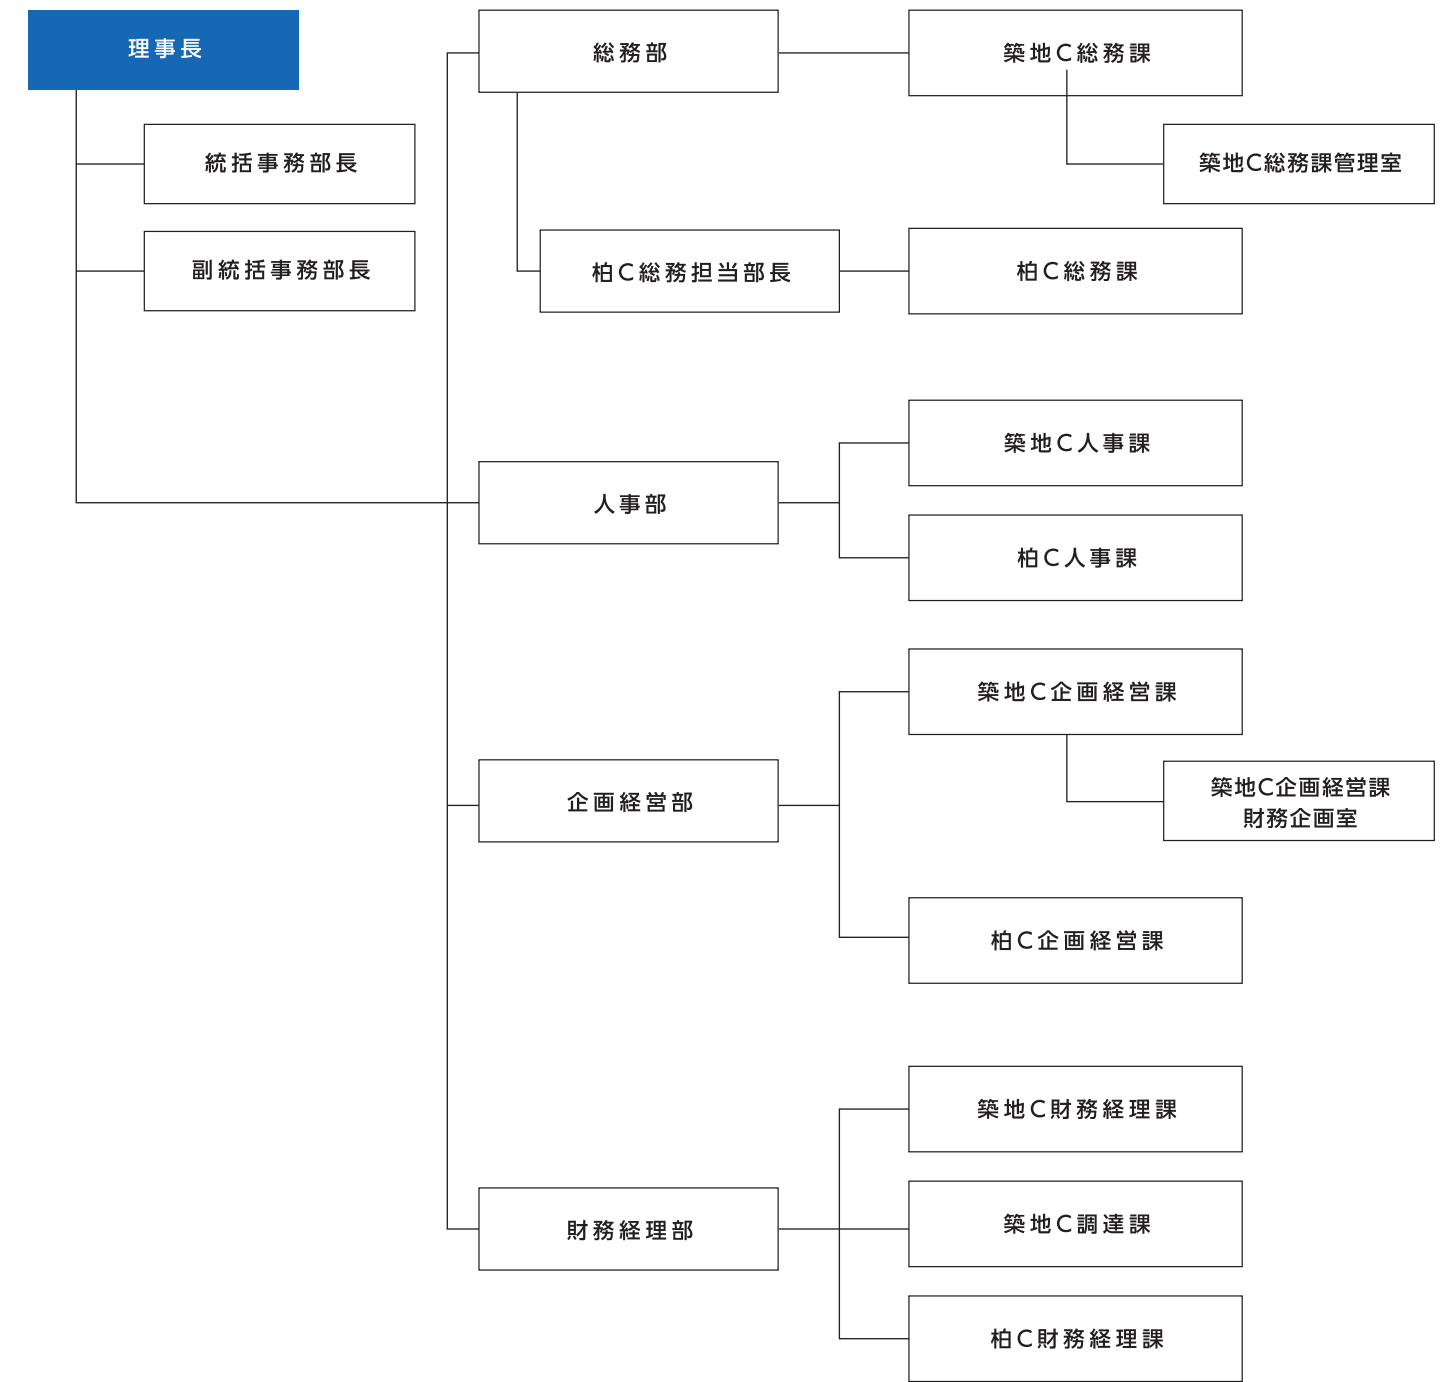 理事長
統括事務部長
副統括事務部長
総務部
築地C総務課
築地C総務課管理室
柏C総務担当部長
柏C総務課
人事部
築地C人事課
柏C人事課
企画経営部
築地C企画経営課
築地C企画経営課
財務企画室
柏C企画経営課
財務経理部
築地C財務経理課
築地C調達課
柏C財務経理課